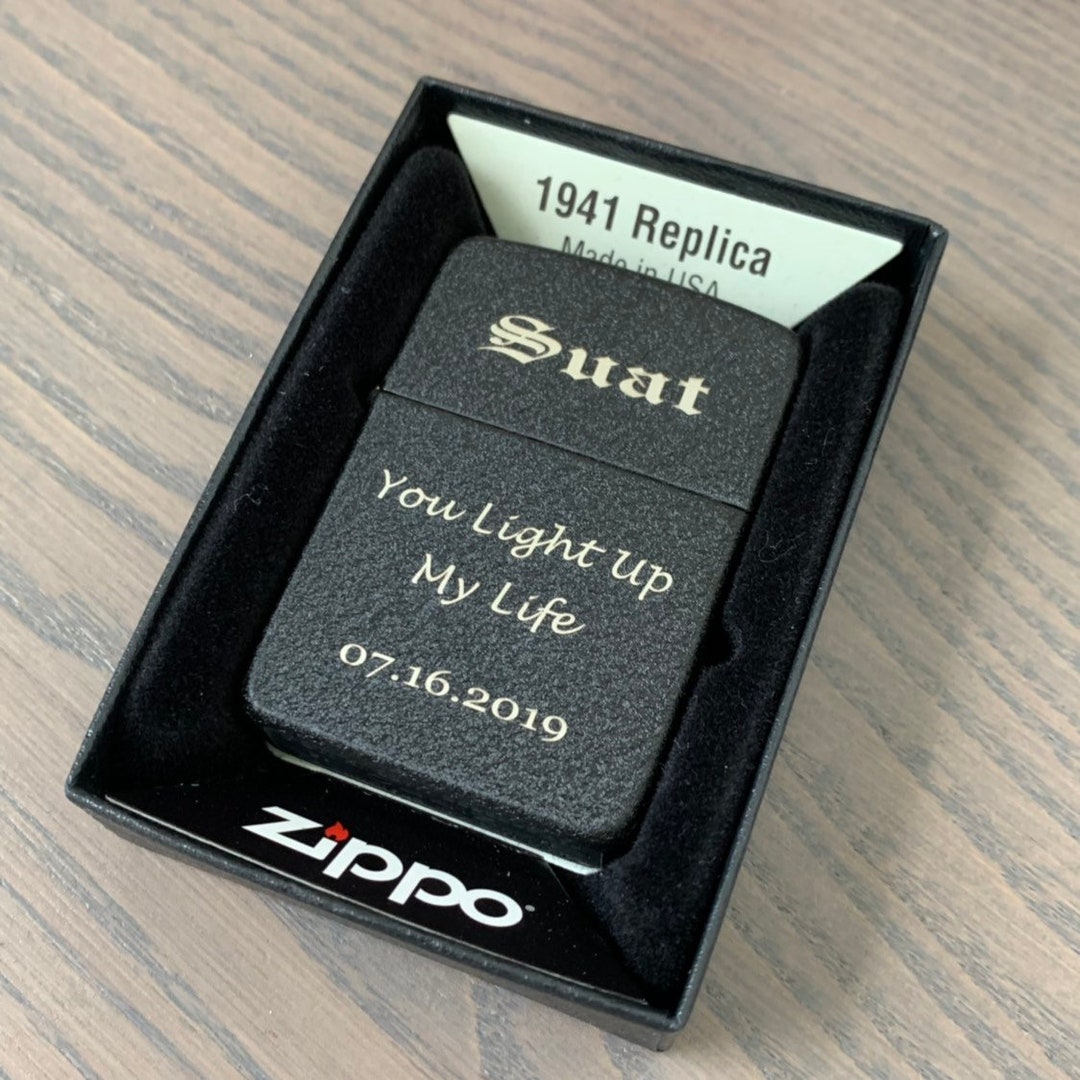 1941 Replica
Made in USA
Suat
You Light Up
My Life
07.16.2019
Zippo